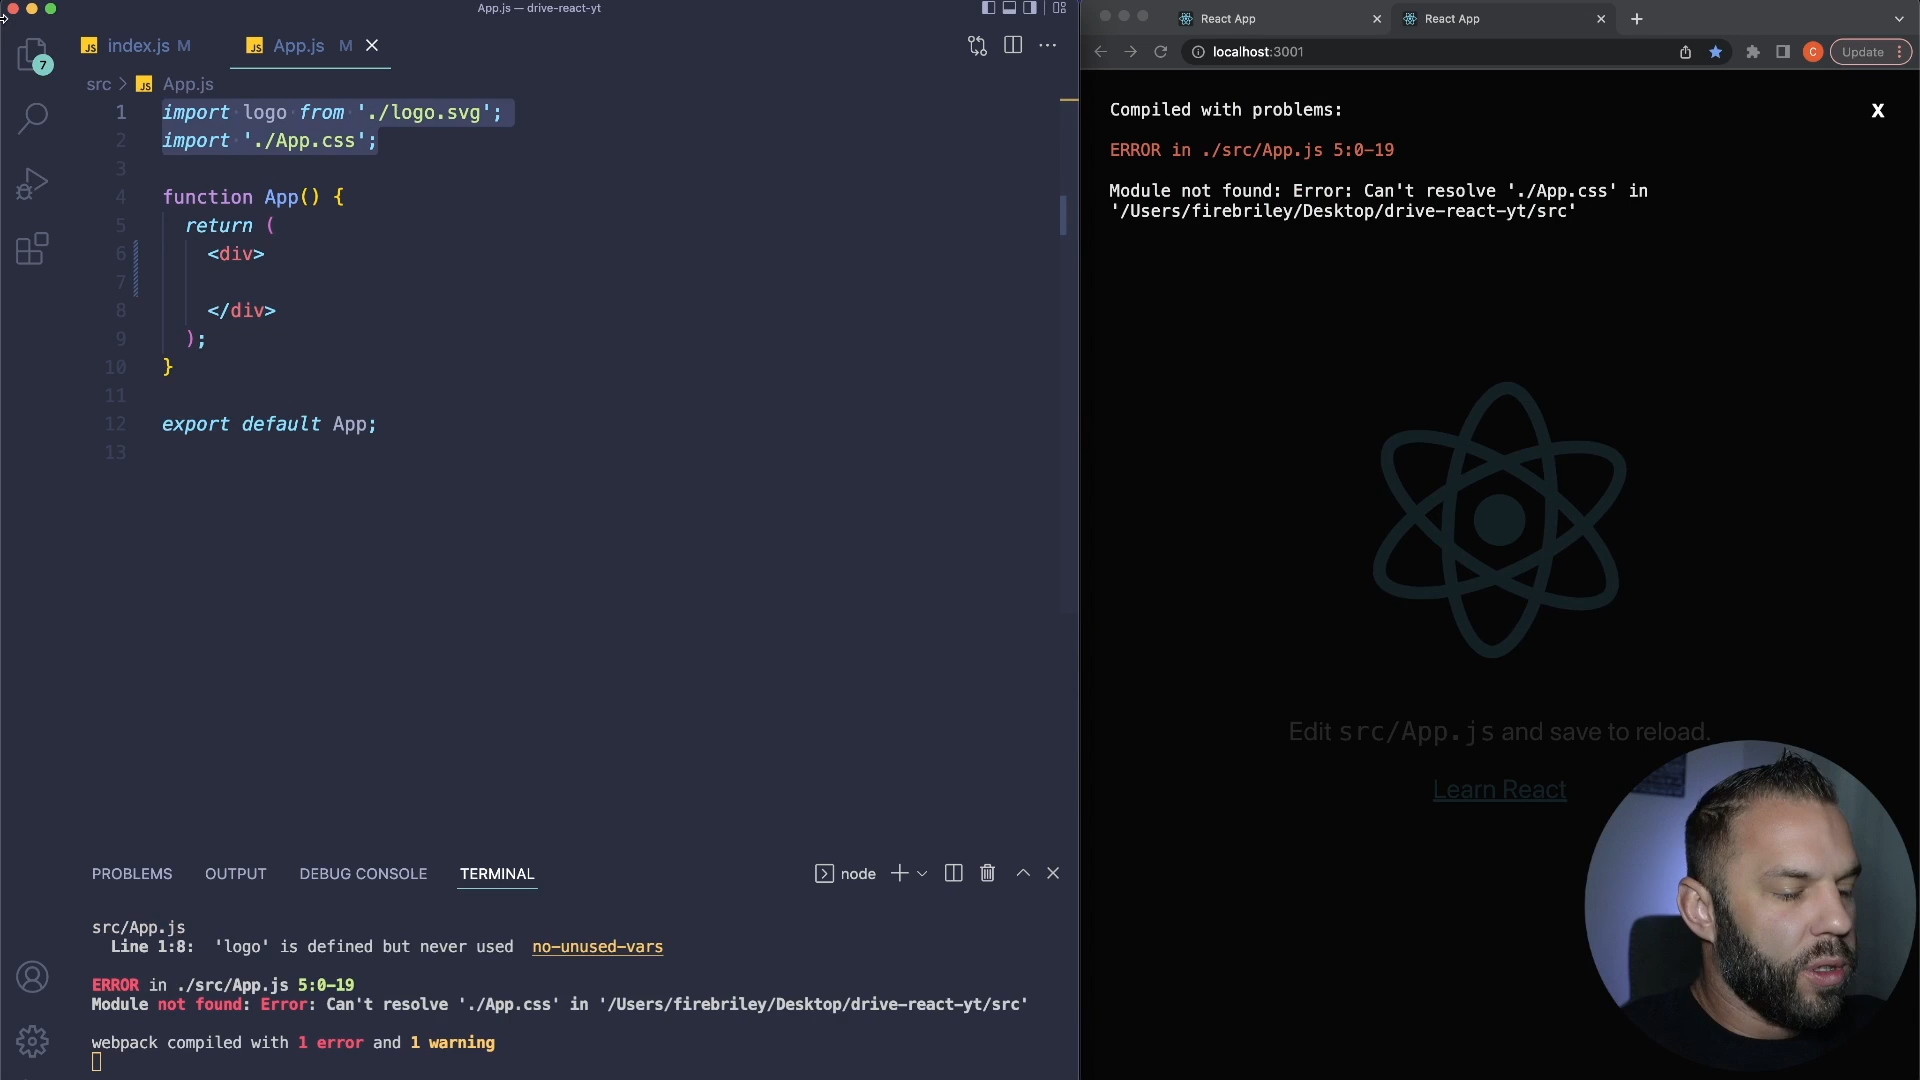 App.js — drive-react-yt
index.js M
App.js M
7
src > App.js
1 import logo from './logo.svg';
2 import './App.css';
3
4 function App() {
5 return (
6 <div>
7
8 </div>
9 );
10 }
11
12 export default App;
13
PROBLEMS OUTPUT DEBUG CONSOLE TERMINAL
node
src/App.js
Line 1:8: 'logo' is defined but never used no-unused-vars
ERROR in ./src/App.js 5:0-19
Module not found: Error: Can't resolve './App.css' in '/Users/firebriley/Desktop/drive-react-yt/src'
webpack compiled with 1 error and 1 warning
React App
React App
localhost:3001
C
Update
Compiled with problems:
X
ERROR in ./src/App.js 5:0-19
Module not found: Error: Can't resolve './App.css' in
'/Users/firebriley/Desktop/drive-react-yt/src'
Edit src/App.js and save to reload.
Learn React